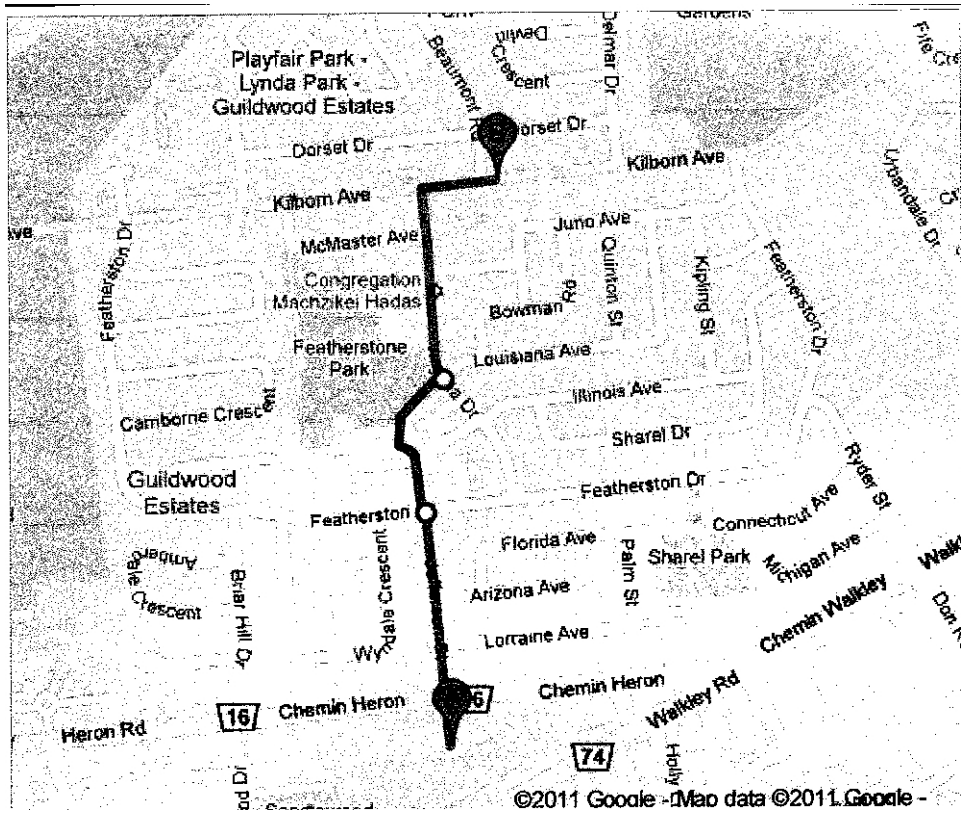 Beaumont Rd
Devlin
Crescent
Delmar Dr
Gardens
Playfair Park -
Lynda Park -
Guildwood Estates
Dorset Dr
Dorset Dr
Kilborn Ave
Kilborn Ave
Urbandale Dr
Featherston Dr
McMaster Ave
Juno Ave
Quinton St
Kipling St
Featherston Dr
Congregation
Machzikei Hadas
Bowman Rd
Featherstone
Park
Louisiana Ave
Illinois Ave
Camborne Crescent
Sharel Dr
Guildwood
Estates
Featherston Dr
Ryder St
Featherston
Connecticut Ave
Florida Ave
Palm St
Sharel Park
Michigan Ave
Crescent
Briar Hill Dr
Arizona Ave
Lorraine Ave
Chemin Walkley
Heron Rd
16
Chemin Heron
Chemin Heron
Walkley Rd
74
Holly
©2011 Google - Map data ©2011 Google -